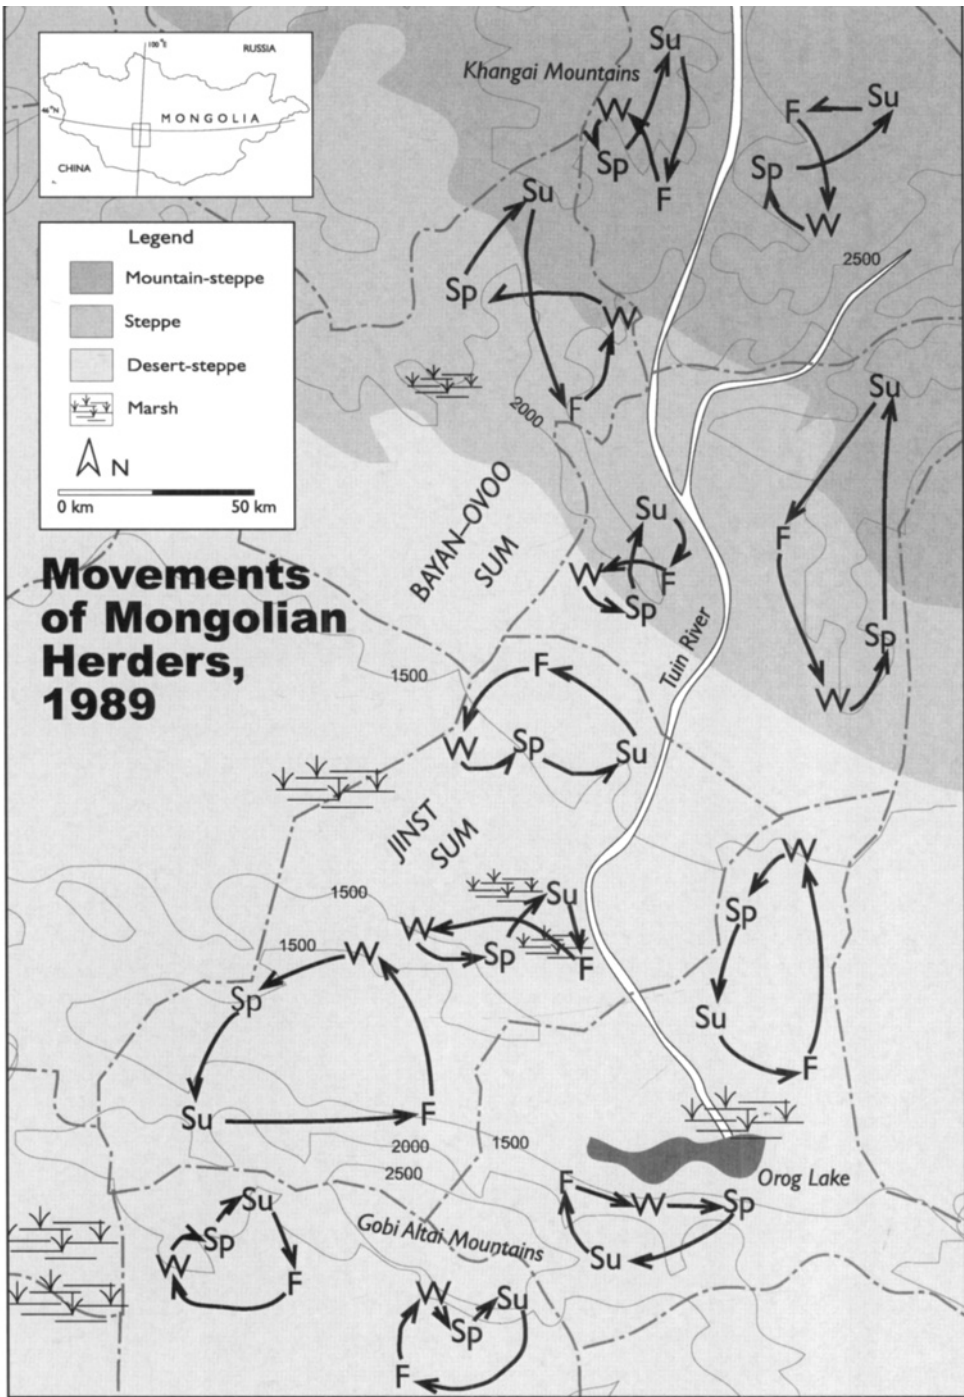 100°E
RUSSIA
46°N
MONGOLIA
CHINA
Legend
Mountain-steppe
Steppe
Desert-steppe
Marsh
N
0 km
50 km
Movements
of Mongolian
Herders,
1989
Khangai Mountains
Su
W
Sp
F
Su
F
Sp
W
2500
Su
Sp
W
F
2000
Su
F
Sp
W
BAYAN-OVOO
SUM
Su
W
F
Sp
Tuin River
1500
F
W
Sp
Su
JINST
SUM
W
Sp
Su
F
1500
Su
W
Sp
F
1500
W
Sp
Su
F
2000
1500
2500
Orog Lake
F
W
Sp
Su
Gobi Altai Mountains
Su
Sp
W
F
W
Su
Sp
F